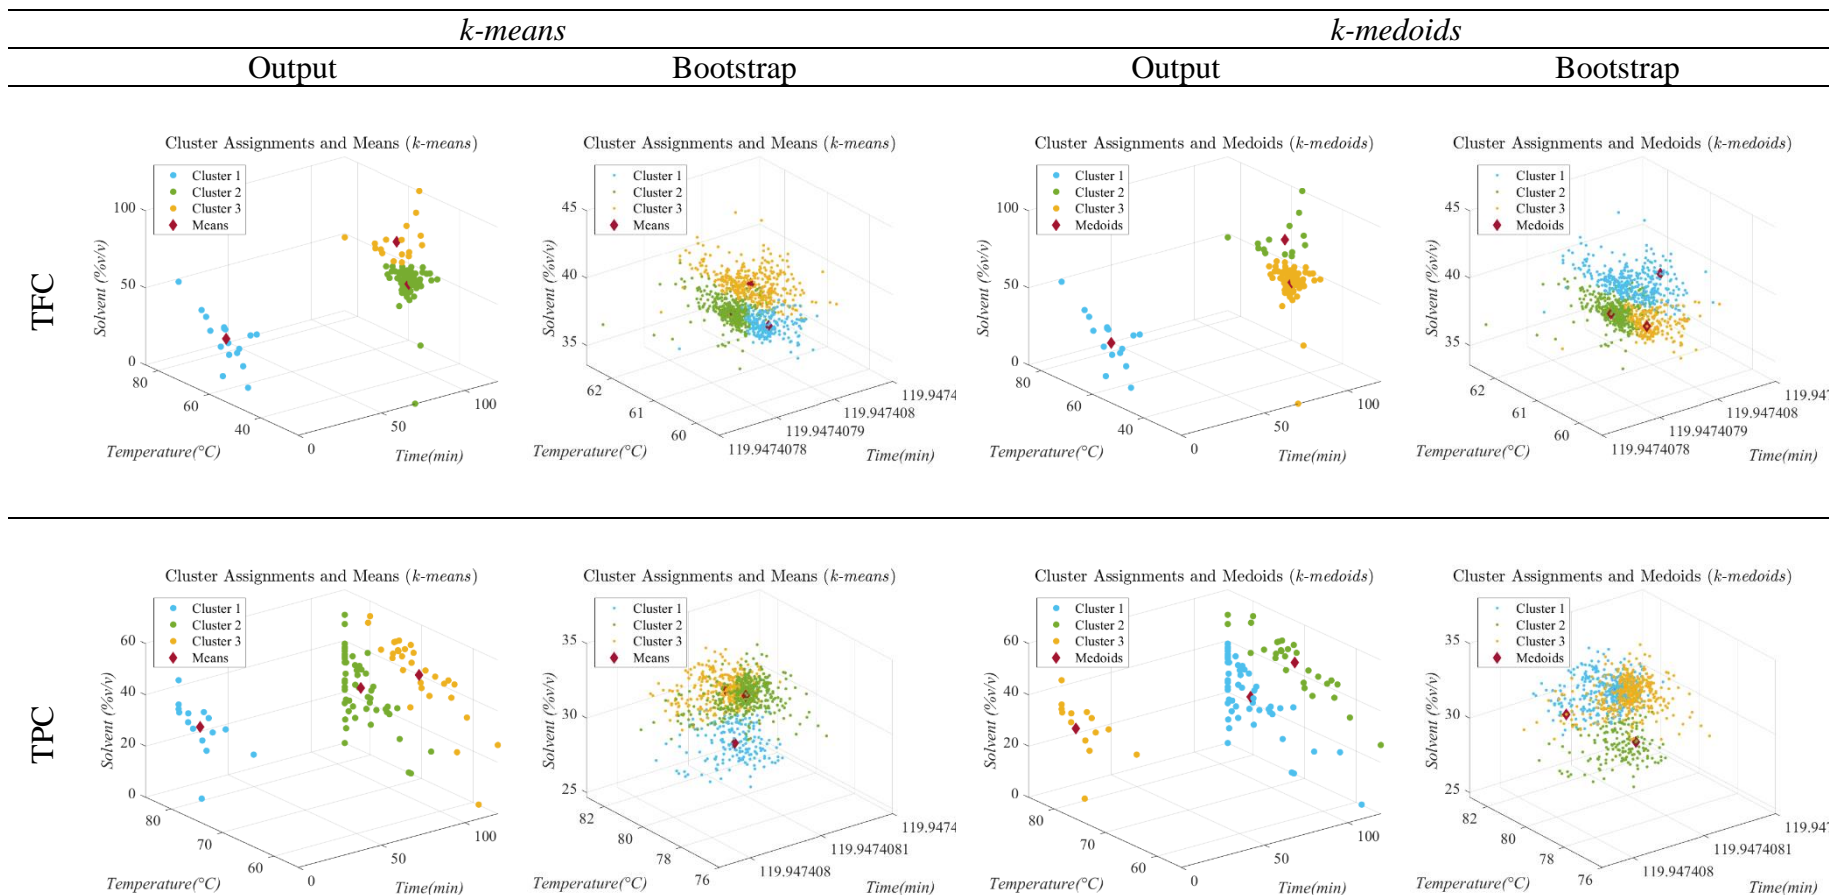 k-means k-medoids
Output Bootstrap Output Bootstrap
TFC
Cluster Assignments and Means (k-means)
Cluster 1
Cluster 2
Cluster 3
Means
100
50
0
Solvent (%v/v)
80
60
40
Temperature(°C)
0
50
100
Time(min)
Cluster Assignments and Means (k-means)
Cluster 1
Cluster 2
Cluster 3
Means
45
40
35
Solvent (%v/v)
62
61
60
Temperature(°C)
119.9474078
119.9474079
119.947408
119.9474
Time(min)
Cluster Assignments and Medoids (k-medoids)
Cluster 1
Cluster 2
Cluster 3
Medoids
100
50
0
Solvent (%v/v)
80
60
40
Temperature(°C)
0
50
100
Time(min)
Cluster Assignments and Medoids (k-medoids)
Cluster 1
Cluster 2
Cluster 3
Medoids
45
40
35
Solvent (%v/v)
62
61
60
Temperature(°C)
119.9474078
119.9474079
119.947408
119.947
Time(min)
TPC
Cluster Assignments and Means (k-means)
Cluster 1
Cluster 2
Cluster 3
Means
60
40
20
0
Solvent (%v/v)
80
70
60
Temperature(°C)
0
50
100
Time(min)
Cluster Assignments and Means (k-means)
Cluster 1
Cluster 2
Cluster 3
Means
35
30
25
Solvent (%v/v)
82
80
78
76
Temperature(°C)
119.947408
119.9474081
119.9474
Time(min)
Cluster Assignments and Medoids (k-medoids)
Cluster 1
Cluster 2
Cluster 3
Medoids
60
40
20
0
Solvent (%v/v)
80
70
60
Temperature(°C)
0
50
100
Time(min)
Cluster Assignments and Medoids (k-medoids)
Cluster 1
Cluster 2
Cluster 3
Medoids
35
30
25
Solvent (%v/v)
82
80
78
76
Temperature(°C)
119.947408
119.9474081
119.947
Time(min)